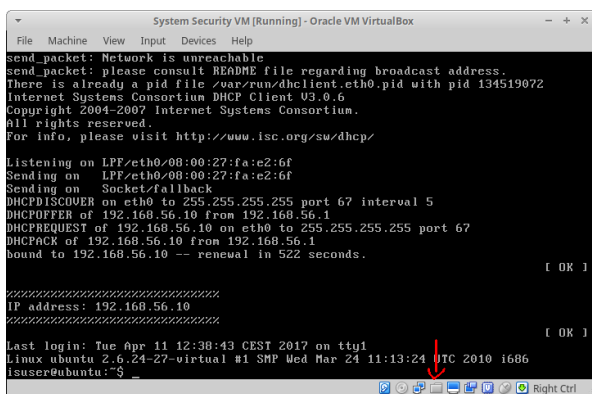 System Security VM [Running] - Oracle VM VirtualBox
File Machine View Input Devices Help
send_packet: Network is unreachable
send_packet: please consult README file regarding broadcast address.
There is already a pid file /var/run/dhclient.eth0.pid with pid 134519072
Internet Systems Consortium DHCP Client V3.0.6
Copyright 2004-2007 Internet Systems Consortium.
All rights reserved.
For info, please visit http://www.isc.org/sw/dhcp/
Listening on LPF/eth0/08:00:27:fa:e2:6f
Sending on   LPF/eth0/08:00:27:fa:e2:6f
Sending on   Socket/fallback
DHCPDISCOVER on eth0 to 255.255.255.255 port 67 interval 5
DHCPOFFER of 192.168.56.10 from 192.168.56.1
DHCPREQUEST of 192.168.56.10 on eth0 to 255.255.255.255 port 67
DHCPACK of 192.168.56.10 from 192.168.56.1
bound to 192.168.56.10 -- renewal in 522 seconds.
[ OK ]
%%%%%%%%%%%%%%%%%%%%%%%%%%%%
IP address: 192.168.56.10
%%%%%%%%%%%%%%%%%%%%%%%%%%%%
[ OK ]
Last login: Tue Apr 11 12:38:43 CEST 2017 on tty1
Linux ubuntu 2.6.24-27-virtual #1 SMP Wed Mar 24 11:13:24 UTC 2010 i686
isuser@ubuntu:~$ _
Right Ctrl